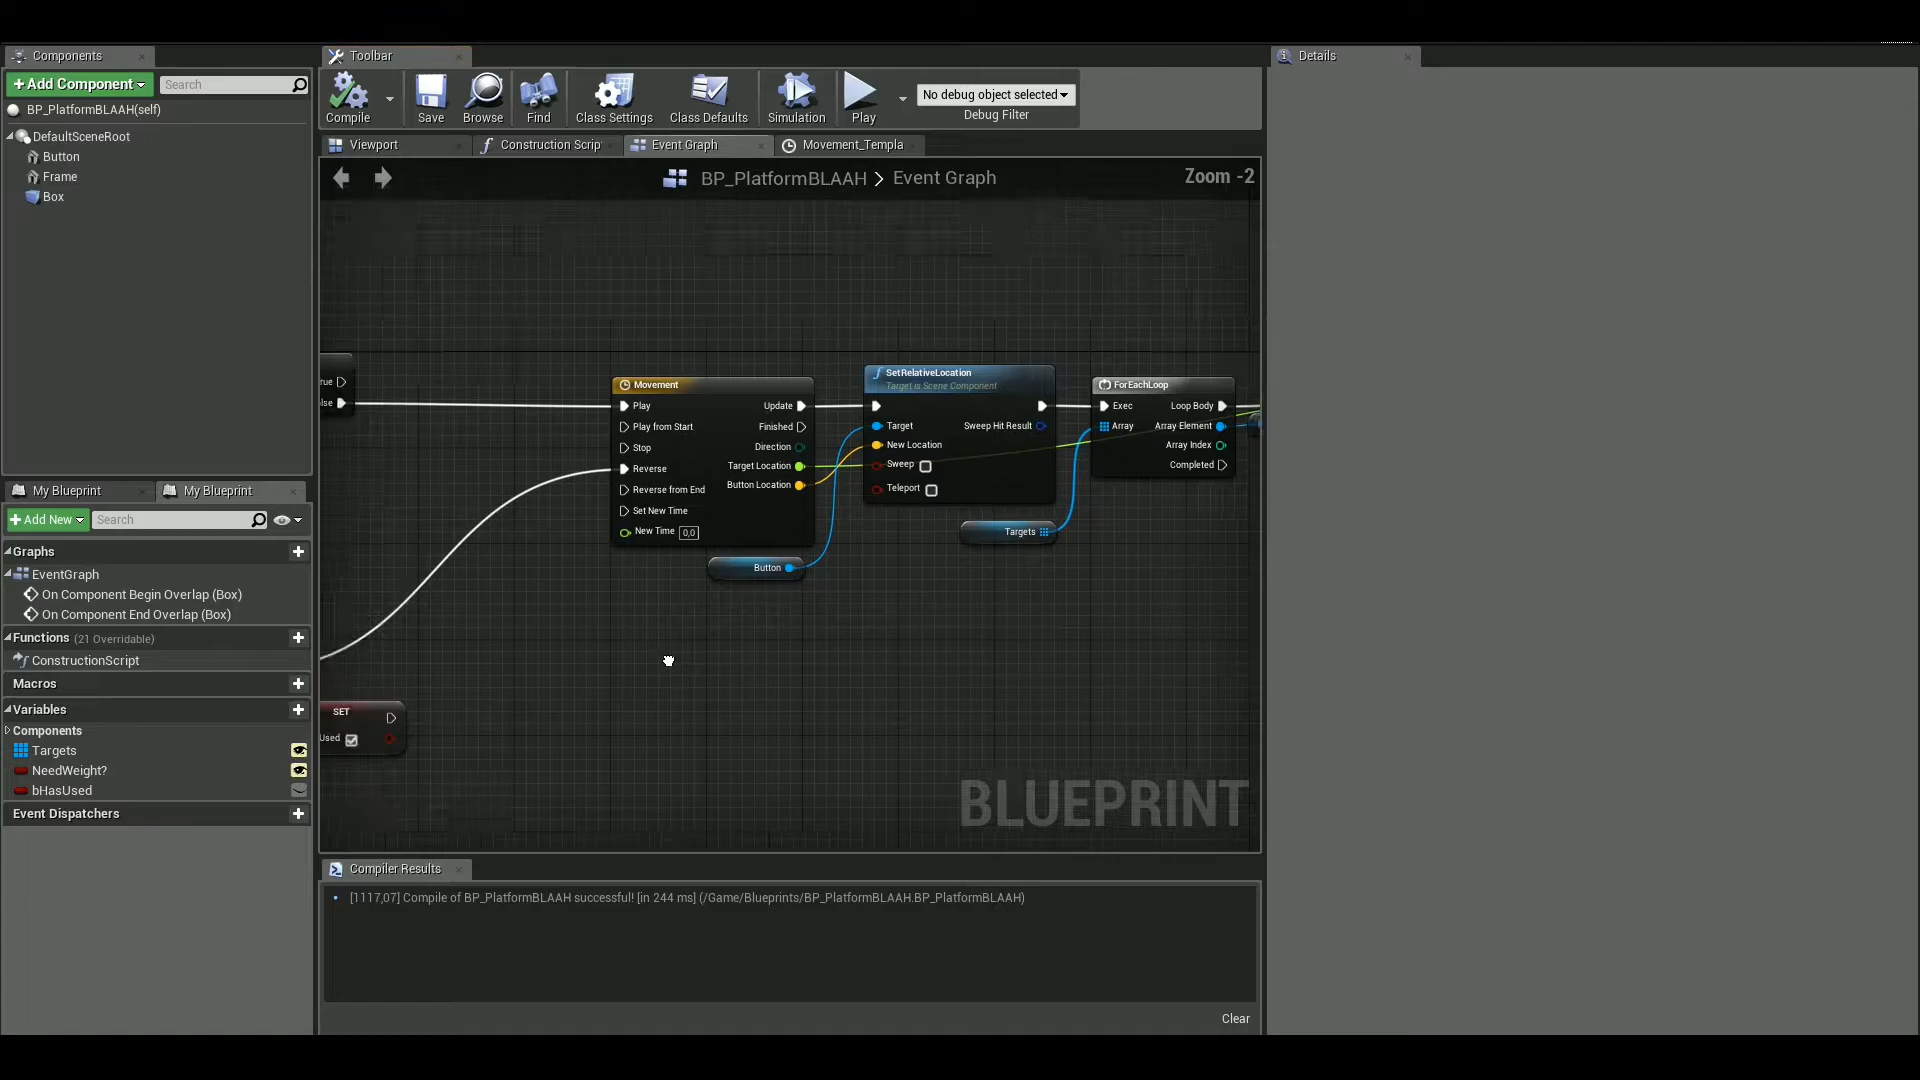 Components
Toolbar
Details
+Add Component
Search
BP_PlatformBLAAH(self)
DefaultSceneRoot
Button
Frame
Box
Compile
Save
Browse
Find
Class Settings
Class Defaults
Simulation
Play
No debug object selected
Debug Filter
Viewport
Construction Scrip
Event Graph
Movement_Templa
BP_PlatformBLAAH > Event Graph
Zoom -2
rue
lse
Movement
Play
Play from Start
Stop
Reverse
Reverse from End
Set New Time
New Time 0,0
Update
Finished
Direction
Target Location
Button Location
SetRelativeLocation
Target is Scene Component
Target
New Location
Sweep
Teleport
Sweep Hit Result
ForEachLoop
Exec
Array
Loop Body
Array Element
Array Index
Completed
Targets
Button
SET
Used
BLUEPRINT
My Blueprint
My Blueprint
+Add New
Search
Graphs
EventGraph
On Component Begin Overlap (Box)
On Component End Overlap (Box)
Functions (21 Overridable)
ConstructionScript
Macros
Variables
Components
Targets
NeedWeight?
bHasUsed
Event Dispatchers
Compiler Results
[1117,07] Compile of BP_PlatformBLAAH successful! [in 244 ms] (/Game/Blueprints/BP_PlatformBLAAH.BP_PlatformBLAAH)
Clear